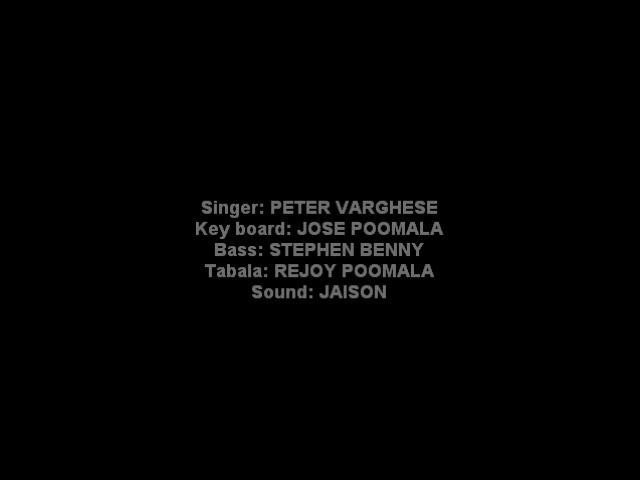 Singer: PETER VARGHESE
Key board: JOSE POOMALA
Bass: STEPHEN BENNY
Tabala: REJOY POOMALA
Sound: JAISON